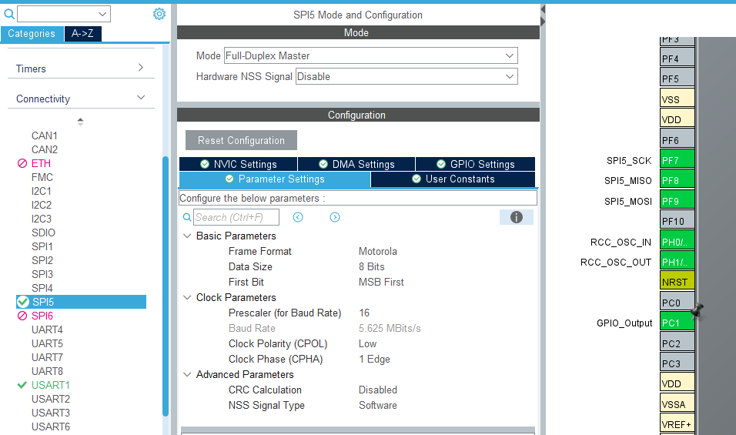 SPI5 Mode and Configuration
Categories A->Z
Timers
Connectivity
CAN1
CAN2
ETH
FMC
I2C1
I2C2
I2C3
SDIO
SPI1
SPI2
SPI3
SPI4
SPI5
SPI6
UART4
UART5
UART7
UART8
USART1
USART2
USART3
USART6
Mode
Mode Full-Duplex Master
Hardware NSS Signal Disable
Configuration
Reset Configuration
NVIC Settings DMA Settings GPIO Settings
Parameter Settings User Constants
Configure the below parameters :
Search (Ctrl+F)
Basic Parameters
Frame Format Motorola
Data Size 8 Bits
First Bit MSB First
Clock Parameters
Prescaler (for Baud Rate) 16
Baud Rate 5.625 MBits/s
Clock Polarity (CPOL) Low
Clock Phase (CPHA) 1 Edge
Advanced Parameters
CRC Calculation Disabled
NSS Signal Type Software
PF3
PF4
PF5
VSS
VDD
PF6
SPI5_SCK PF7
SPI5_MISO PF8
SPI5_MOSI PF9
PF10
RCC_OSC_IN PH0/..
RCC_OSC_OUT PH1/..
NRST
PC0
GPIO_Output PC1
PC2
PC3
VDD
VSSA
VREF+